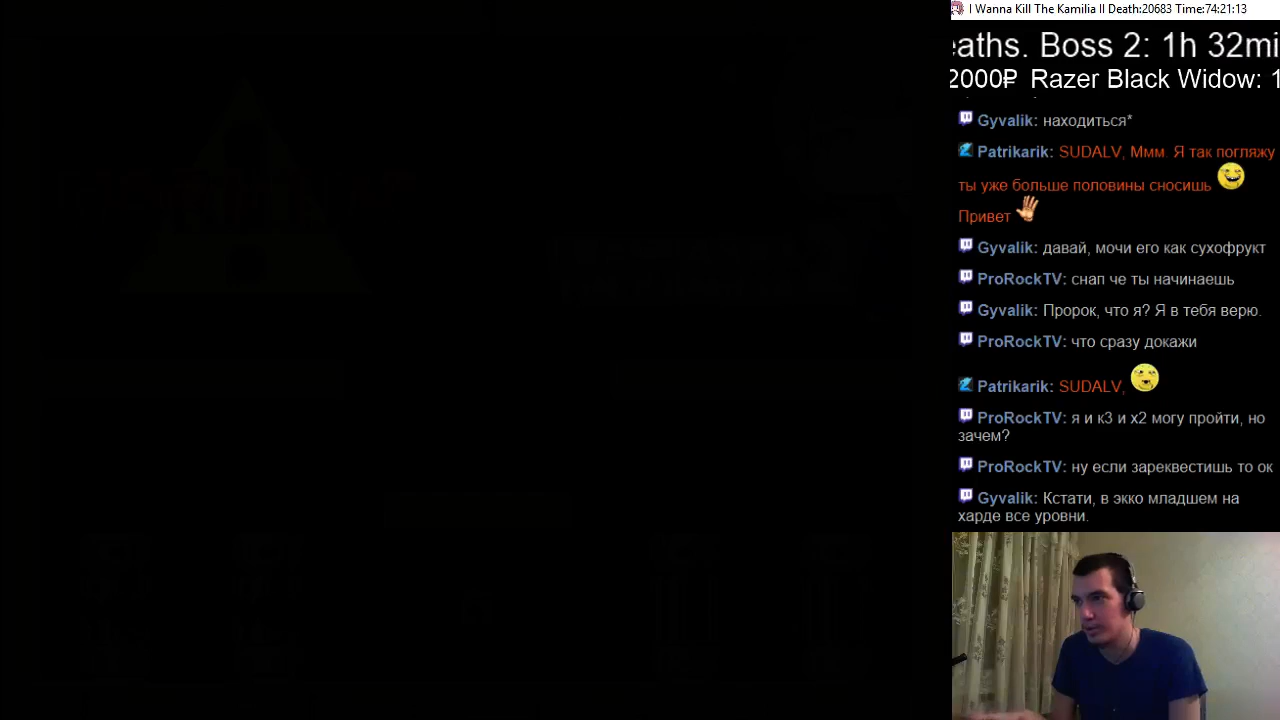 I Wanna Kill The Kamilia II Death:20683 Time:74:21:13
eaths. Boss 2: 1h 32mi
2000₽ Razer Black Widow: 1
Gyvalik: находиться*
Patrikarik: SUDALV, Ммм. Я так погляжу
ты уже больше половины сносишь
Привет
Gyvalik: давай, мочи его как сухофрукт
ProRockTV: снап че ты начинаешь
Gyvalik: Пророк, что я? Я в тебя верю.
ProRockTV: что сразу докажи
Patrikarik: SUDALV,
ProRockTV: я и к3 и х2 могу пройти, но
зачем?
ProRockTV: ну если зареквестишь то ок
Gyvalik: Кстати, в экко младшем на
харде все уровни.